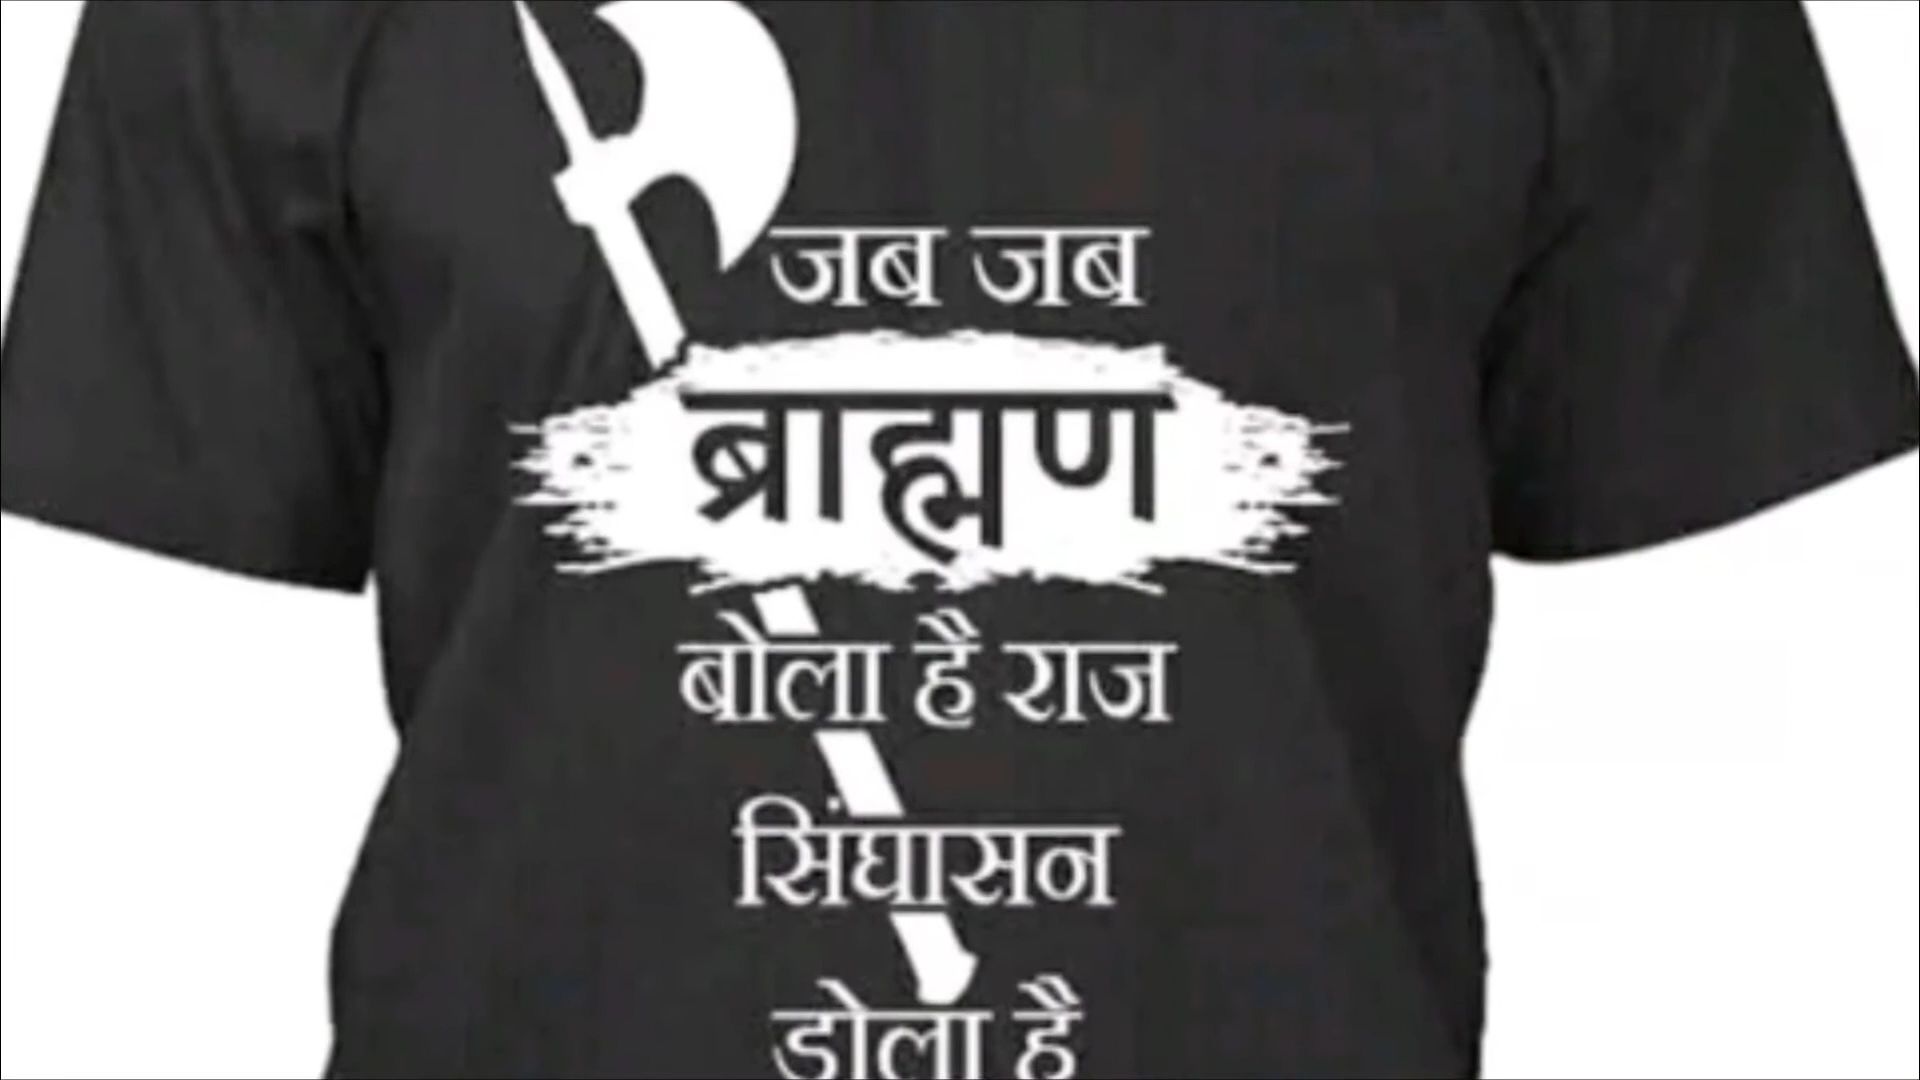 जब जब
ब्राह्मण
बोला है राज
सिंघासन
डोला है